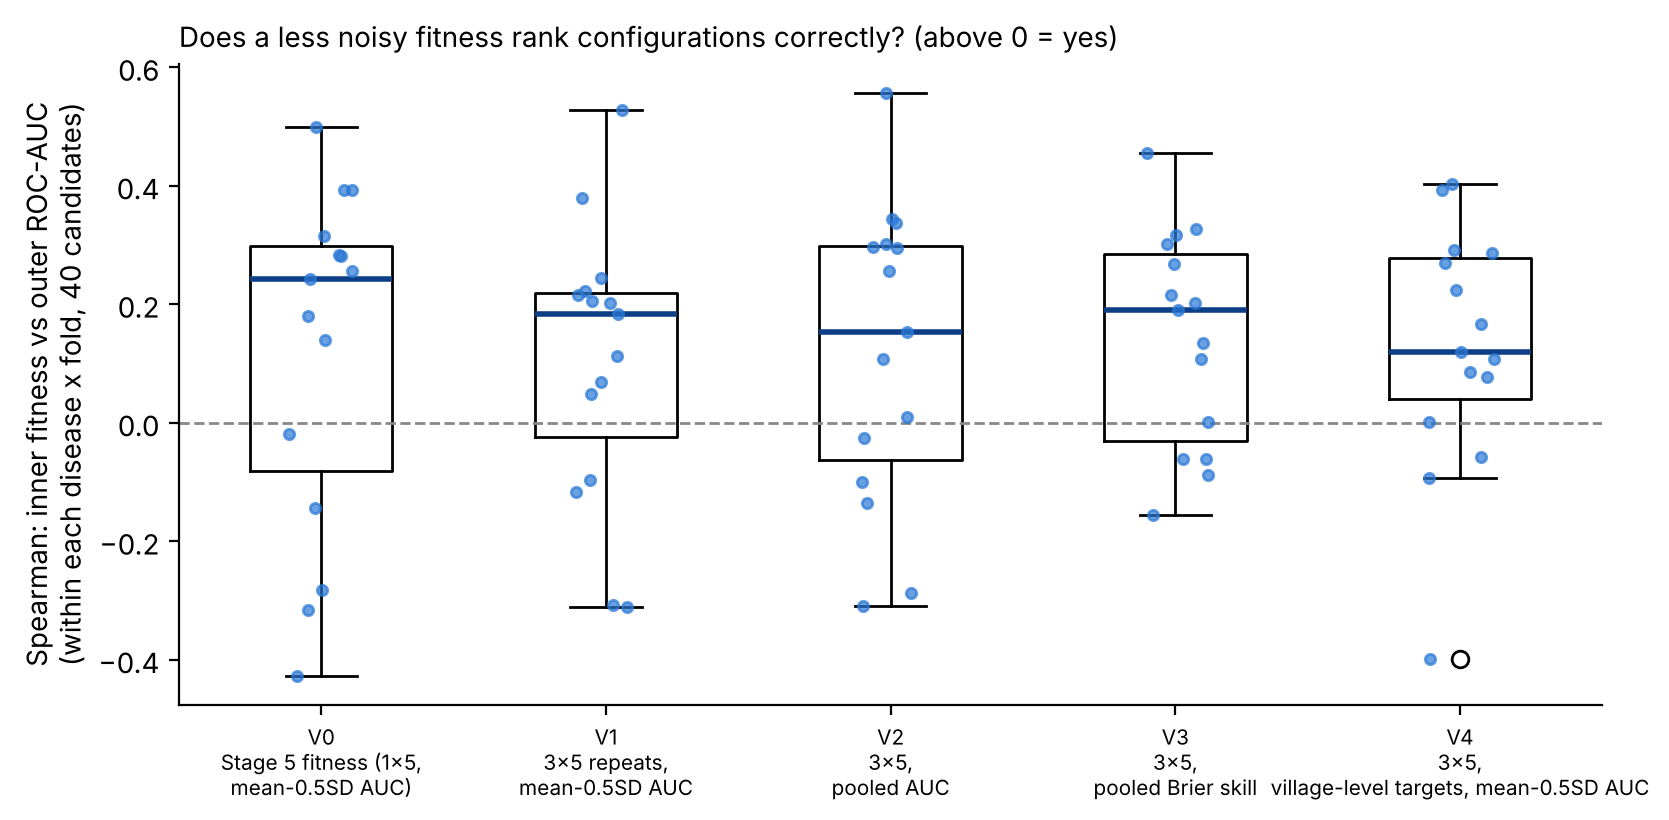 Does a less noisy fitness rank configurations correctly? (above 0 = yes)
Spearman: inner fitness vs outer ROC-AUC
(within each disease x fold, 40 candidates)
0.6
0.4
0.2
0.0
−0.2
−0.4
V0
Stage 5 fitness (1×5,
mean-0.5SD AUC)
V1
3×5 repeats,
mean-0.5SD AUC
V2
3×5,
pooled AUC
V3
3×5,
pooled Brier skill
V4
3×5,
village-level targets, mean-0.5SD AUC